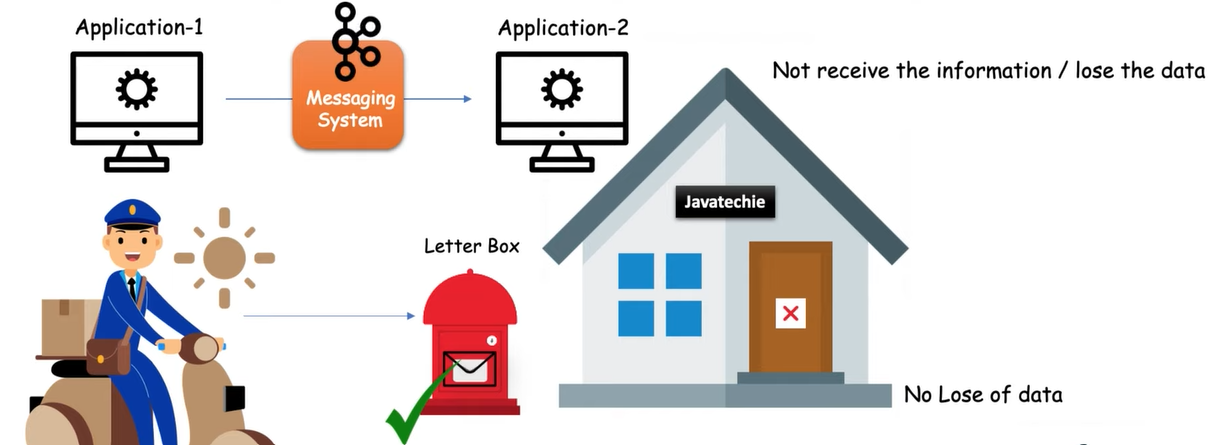 Application-1
Application-2
Messaging
System
Not receive the information / lose the data
Javatechie
Letter Box
No Lose of data